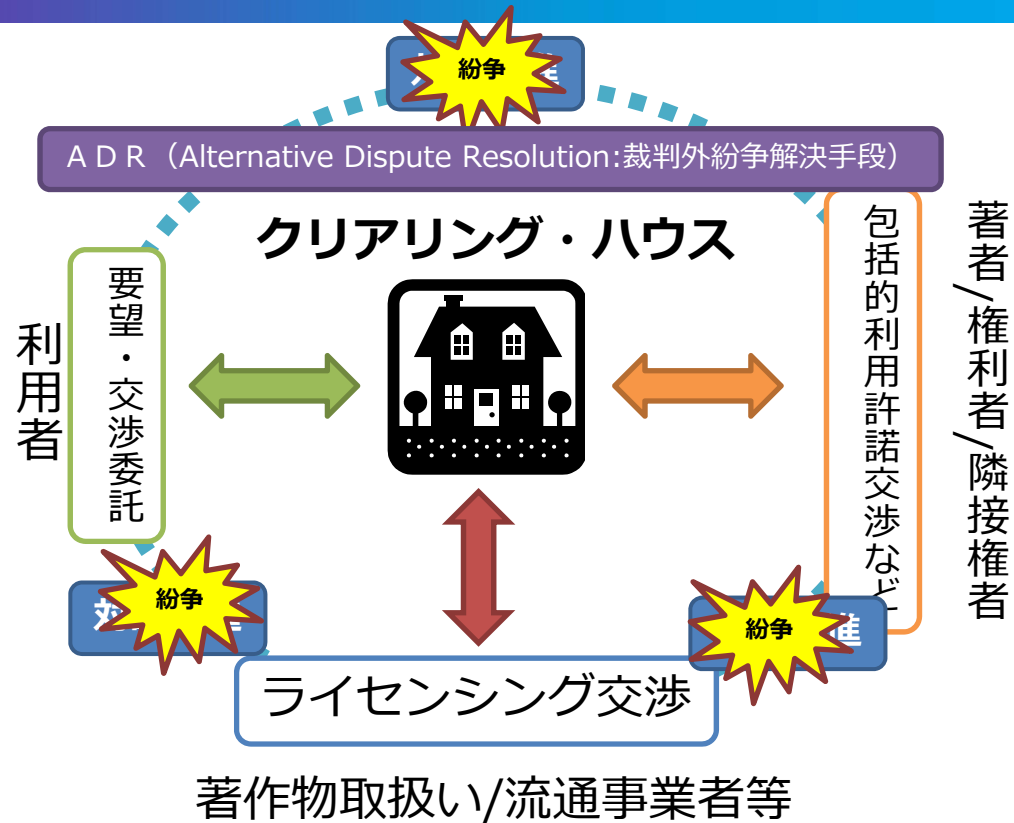 紛争
ＡＤＲ（Alternative Dispute Resolution:裁判外紛争解決手段）
クリアリング・ハウス
利用者
要望・交渉委託
包括的利用許諾交渉など
著者/権利者/隣接権者
紛争
紛争
ライセンシング交渉
著作物取扱い/流通事業者等